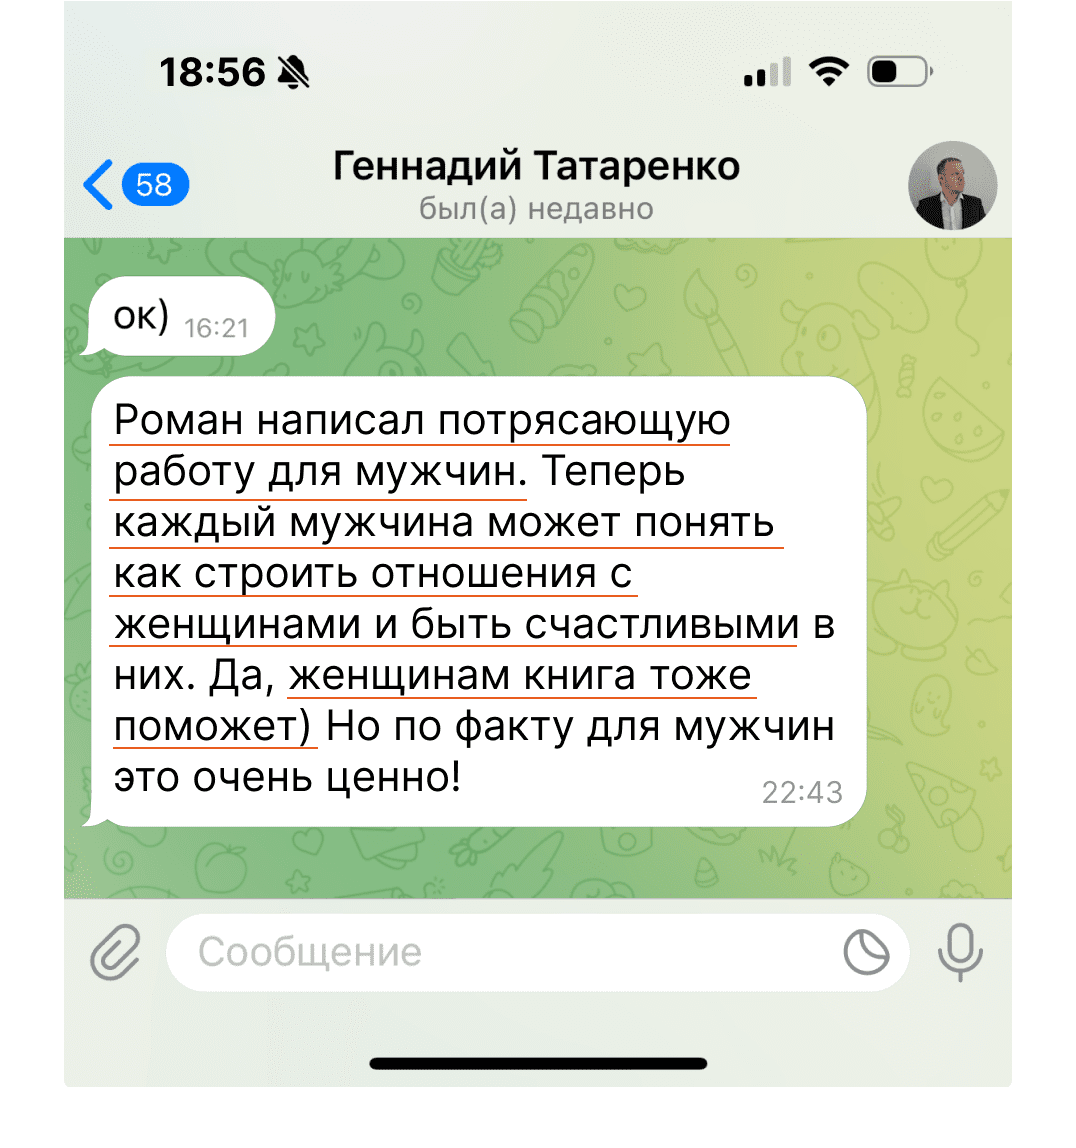 18:56
58
Геннадий Татаренко
был(а) недавно
ок) 16:21
Роман написал потрясающую
работу для мужчин. Теперь
каждый мужчина может понять
как строить отношения с
женщинами и быть счастливыми в
них. Да, женщинам книга тоже
поможет) Но по факту для мужчин
это очень ценно!
22:43
Сообщение